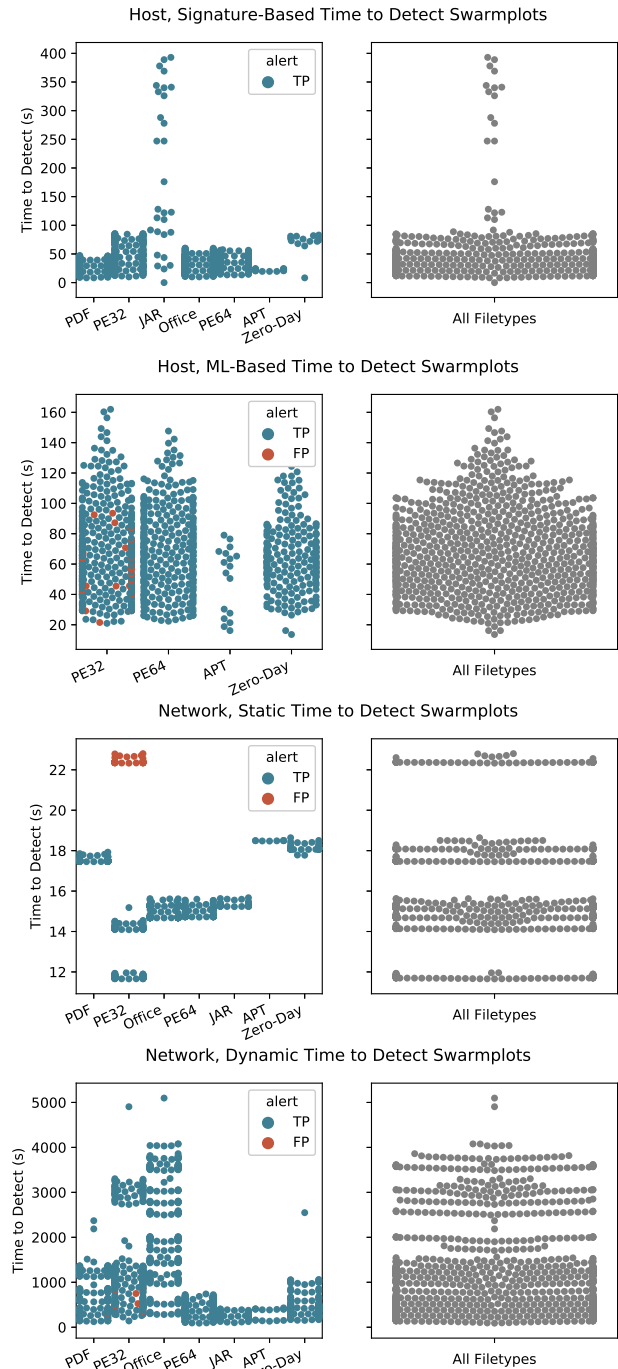 Host, Signature-Based Time to Detect Swarmplots
400
350
300
250
200
150
100
50
0
Time to Detect (s)
alert
TP
PDF
PE32
JAR
Office
PE64
APT
Zero-Day
All Filetypes
Host, ML-Based Time to Detect Swarmplots
160
140
120
100
80
60
40
20
Time to Detect (s)
alert
TP
FP
PE32
PE64
APT
Zero-Day
All Filetypes
Network, Static Time to Detect Swarmplots
22
20
18
16
14
12
Time to Detect (s)
alert
TP
FP
PDF
PE32
Office
PE64
JAR
APT
Zero-Day
All Filetypes
Network, Dynamic Time to Detect Swarmplots
5000
4000
3000
2000
1000
0
Time to Detect (s)
alert
TP
FP
PDF
PE32
Office
PE64
JAR
APT
Zero-Day
All Filetypes